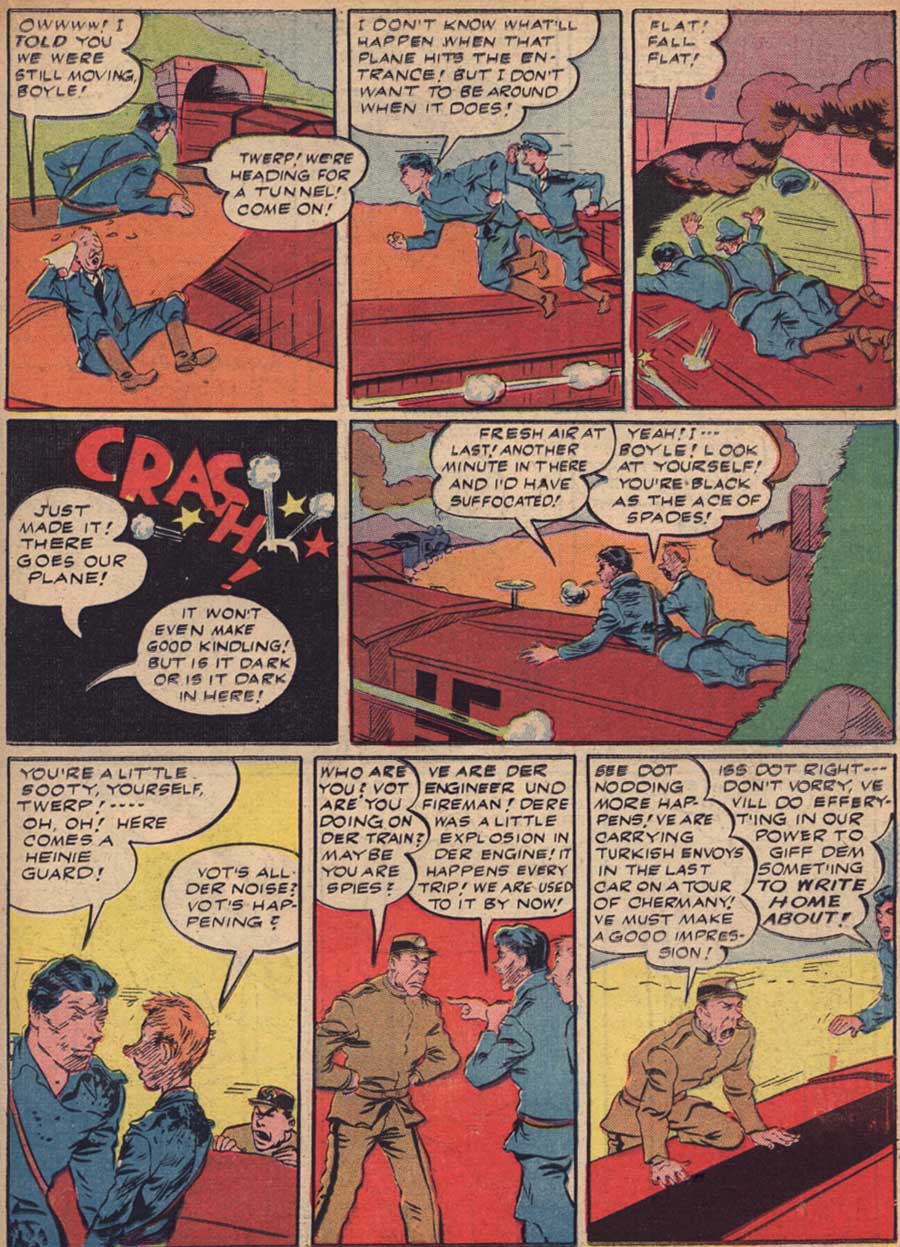 OWWWW! I
TOLD YOU
WE WERE
STILL MOVING,
BOYLE!
TWERP! WE'RE
HEADING FOR
A TUNNEL!
COME ON!
I DON'T KNOW WHAT'LL
HAPPEN WHEN THAT
PLANE HITS THE EN-
TRANCE! BUT I DON'T
WANT TO BE AROUND
WHEN IT DOES!
FLAT!
FALL
FLAT!
CRASH!
JUST
MADE IT!
THERE
GOES OUR
PLANE!
IT WON'T
EVEN MAKE
GOOD KINDLING!
BUT IS IT DARK
OR IS IT DARK
IN HERE!
FRESH AIR AT
LAST! ANOTHER
MINUTE IN THERE
AND I'D HAVE
SUFFOCATED!
YEAH! I---
BOYLE! LOOK
AT YOURSELF!
YOU'RE BLACK
AS THE ACE OF
SPADES!
YOU'RE A LITTLE
SOOTY, YOURSELF,
TWERP! ----
OH, OH! HERE
COMES A
HEINIE
GUARD!
VOT'S ALL
DER NOISE?
VOT'S HAP-
PENING?
WHO ARE
YOU? VOT
ARE YOU
DOING ON
DER TRAIN?
MAYBE
YOU ARE
SPIES?
VE ARE DER
ENGINEER UND
FIREMAN! DERE
WAS A LITTLE
EXPLOSION IN
DER ENGINE! IT
HAPPENS EVERY
TRIP! WE ARE USED
TO IT BY NOW!
SEE DOT
NODDING
MORE HAP-
PENS! VE ARE
CARRYING
TURKISH ENVOYS
IN THE LAST
CAR ON A TOUR
OF CHERMANY!
VE MUST MAKE
A GOOD IMPRES-
SION!
ISS DOT RIGHT---
DON'T VORRY, VE
VILL DO EFFERY-
T'ING IN OUR
POWER TO
GIFF DEM
SOMET'ING
TO WRITE
HOME
ABOUT!